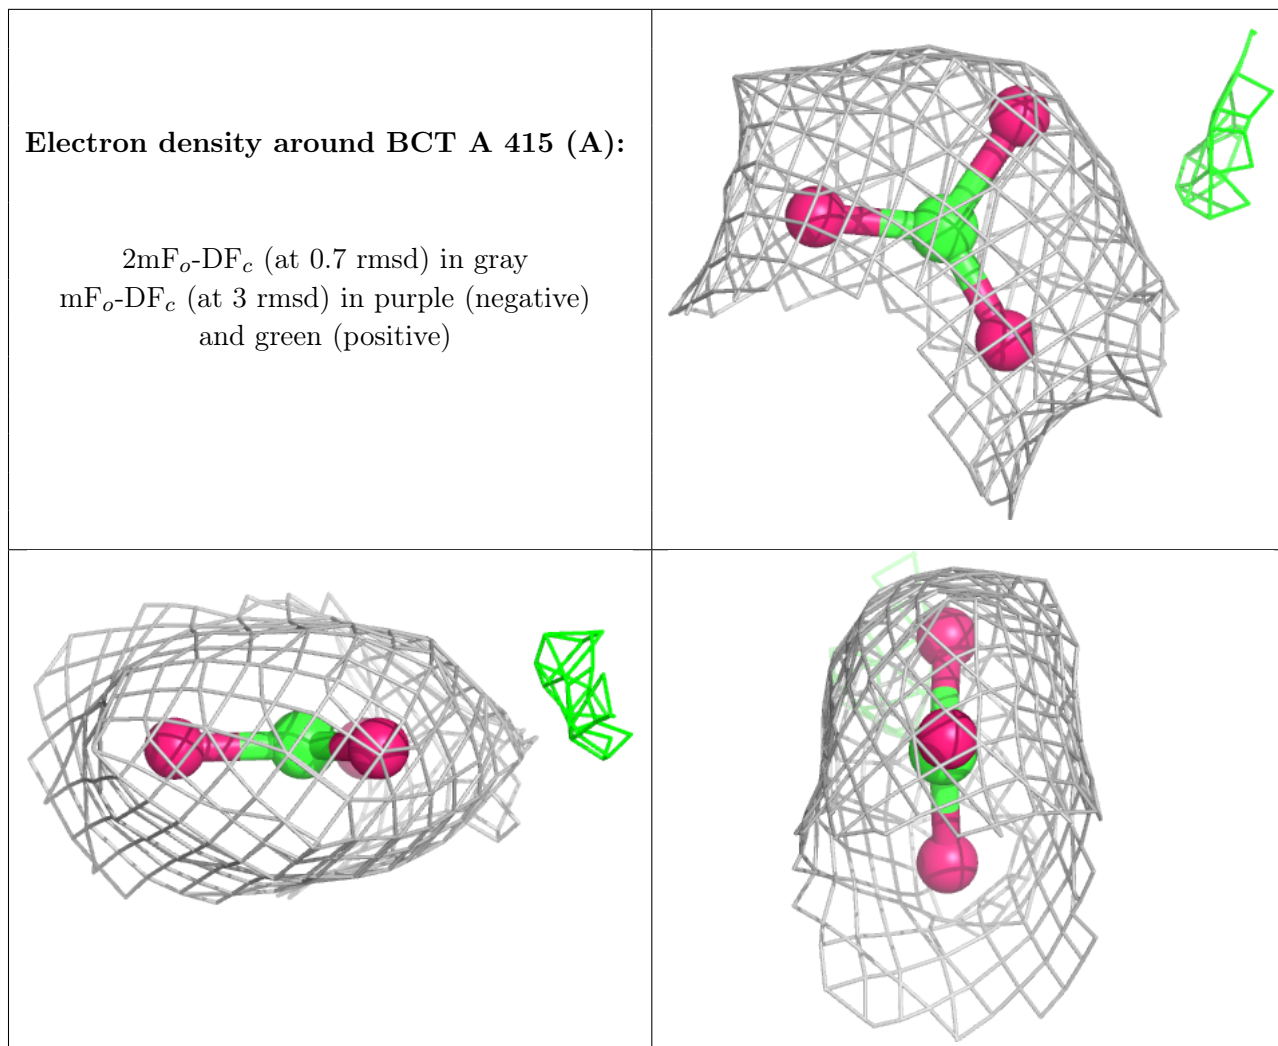 Electron density around BCT A 415 (A):
2mFₒ-DF𝒸 (at 0.7 rmsd) in gray
mFₒ-DF𝒸 (at 3 rmsd) in purple (negative)
and green (positive)